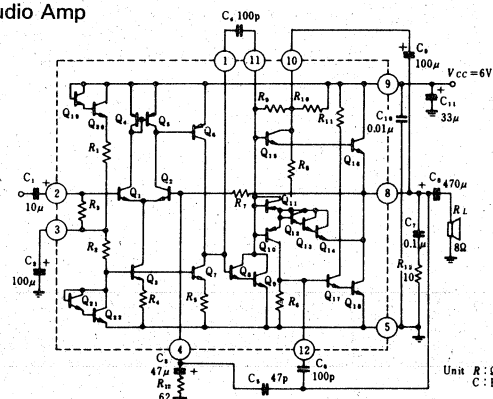 udio Amp
C₄ 100p
1
11
10
C₉
100μ
9
VCC=6V
R₉
R₁₀
R₁₁
C₁₀
0.01μ
C₁₁
33μ
Q₁₉
Q₂₀
Q₄
Q₅
Q₆
Q₁₅
Q₁₆
R₁
R₈
C₁
10μ
2
Q₁
Q₂
R₇
8
C₈ 470μ
R₃
Q₁₁
Q₁₂
Q₁₃
Q₁₄
Q₁₀
C₇
0.1μ
RL
8Ω
3
R₂
C₂
100μ
Q₃
Q₇
Q₈
Q₉
R₄
R₅
R₆
Q₁₇
Q₁₈
R₁₃
10
Q₂₁
Q₂₂
5
4
12
47μ
R₁₂
62
C₅ 47p
C₆
100p
Unit R:Ω
C: